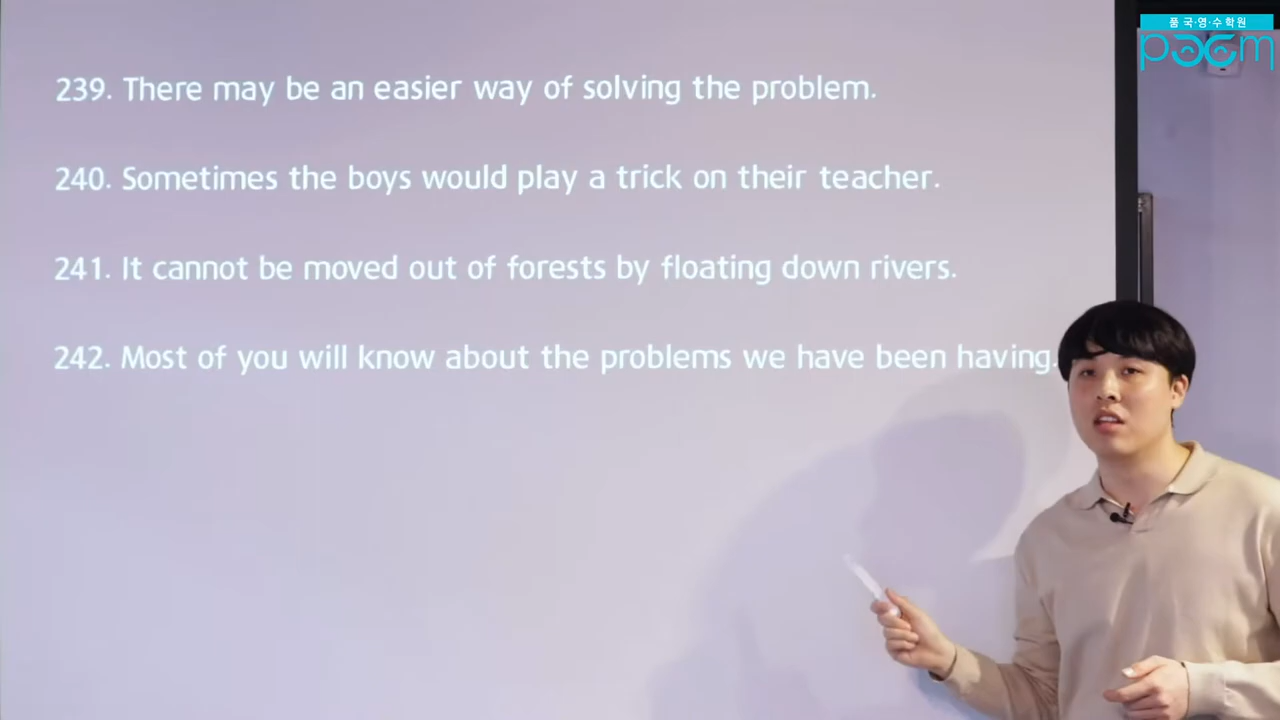 품 국·영·수 학원
poem
239. There may be an easier way of solving the problem.
240. Sometimes the boys would play a trick on their teacher.
241. It cannot be moved out of forests by floating down rivers.
242. Most of you will know about the problems we have been having.